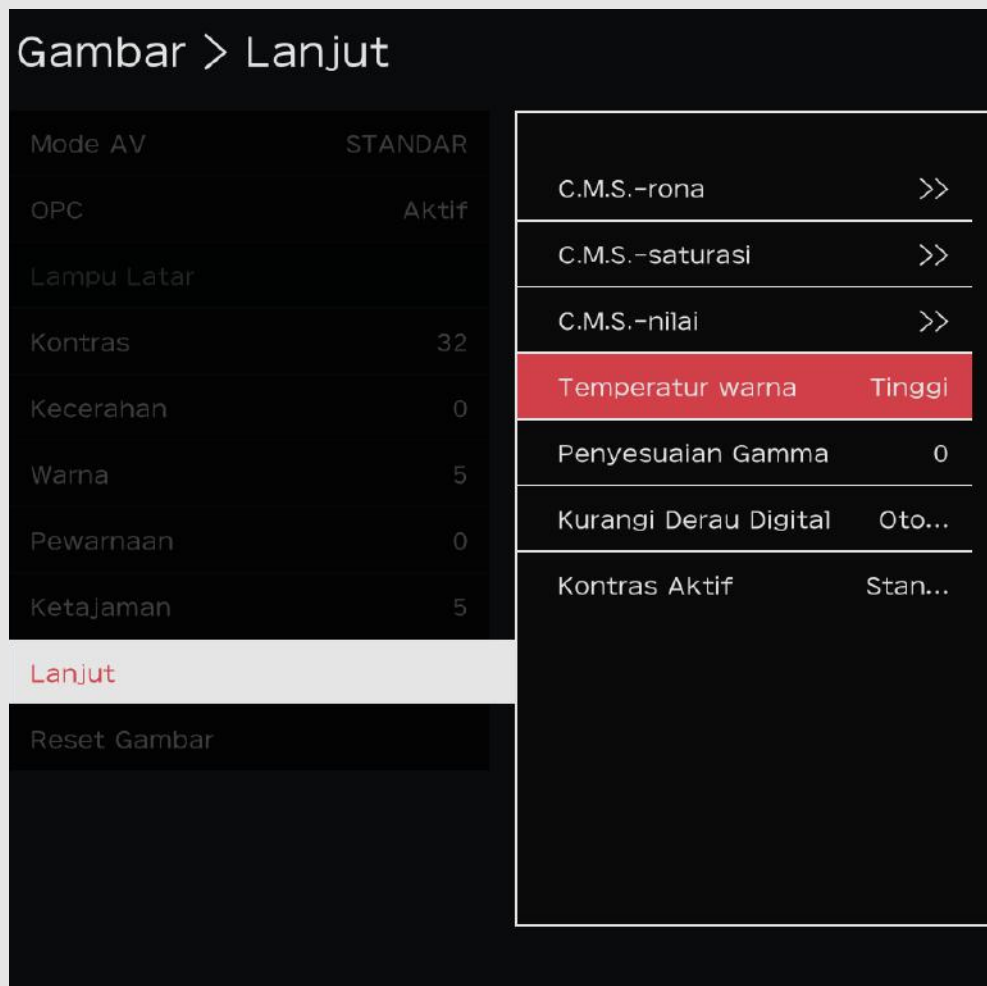 Gambar > Lanjut
Mode AV STANDAR
OPC Aktif
Lampu Latar
Kontras 32
Kecerahan 0
Warna 5
Pewarnaan 0
Ketajaman 5
Lanjut
Reset Gambar
C.M.S.-rona >>
C.M.S.-saturasi >>
C.M.S.-nilai >>
Temperatur warna Tinggi
Penyesuaian Gamma 0
Kurangi Derau Digital Oto...
Kontras Aktif Stan...